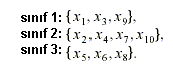 sınıf 1: {x₁, x₃, x₉},
sınıf 2: {x₂, x₄, x₇, x₁₀},
sınıf 3: {x₅, x₆, x₈}.